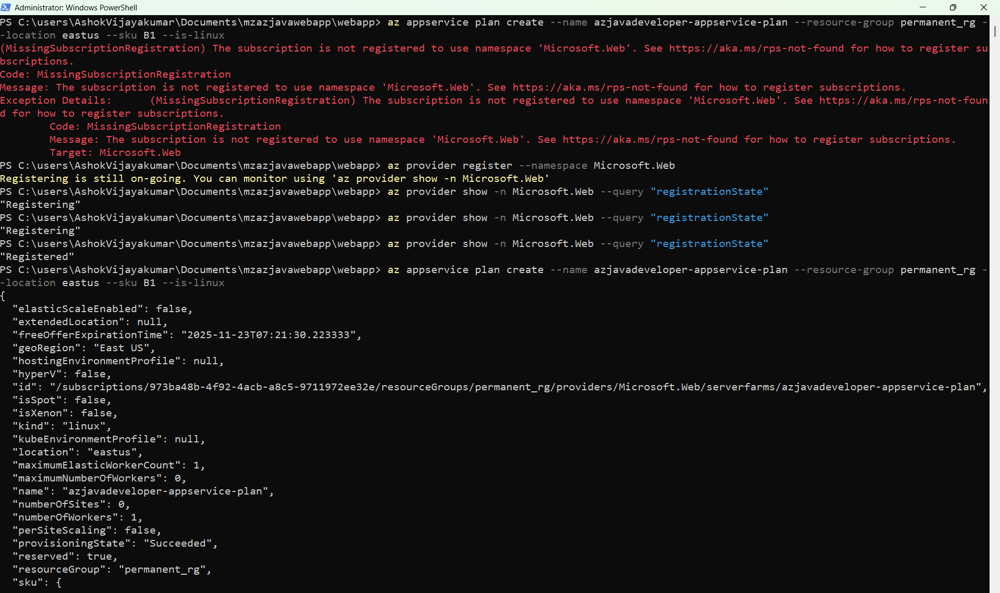 Administrator: Windows PowerShell
PS C:\users\AshokVijayakumar\Documents\mzazjavawebapp\webapp> az appservice plan create --name azjavadeveloper-appservice-plan --resource-group permanent_rg -
-location eastus --sku B1 --is-linux
(MissingSubscriptionRegistration) The subscription is not registered to use namespace 'Microsoft.Web'. See https://aka.ms/rps-not-found for how to register su
bscriptions.
Code: MissingSubscriptionRegistration
Message: The subscription is not registered to use namespace 'Microsoft.Web'. See https://aka.ms/rps-not-found for how to register subscriptions.
Exception Details:      (MissingSubscriptionRegistration) The subscription is not registered to use namespace 'Microsoft.Web'. See https://aka.ms/rps-not-foun
d for how to register subscriptions.
        Code: MissingSubscriptionRegistration
        Message: The subscription is not registered to use namespace 'Microsoft.Web'. See https://aka.ms/rps-not-found for how to register subscriptions.
        Target: Microsoft.Web
PS C:\users\AshokVijayakumar\Documents\mzazjavawebapp\webapp> az provider register --namespace Microsoft.Web
Registering is still on-going. You can monitor using 'az provider show -n Microsoft.Web'
PS C:\users\AshokVijayakumar\Documents\mzazjavawebapp\webapp> az provider show -n Microsoft.Web --query "registrationState"
"Registering"
PS C:\users\AshokVijayakumar\Documents\mzazjavawebapp\webapp> az provider show -n Microsoft.Web --query "registrationState"
"Registering"
PS C:\users\AshokVijayakumar\Documents\mzazjavawebapp\webapp> az provider show -n Microsoft.Web --query "registrationState"
"Registered"
PS C:\users\AshokVijayakumar\Documents\mzazjavawebapp\webapp> az appservice plan create --name azjavadeveloper-appservice-plan --resource-group permanent_rg -
-location eastus --sku B1 --is-linux
{
  "elasticScaleEnabled": false,
  "extendedLocation": null,
  "freeOfferExpirationTime": "2025-11-23T07:21:30.223333",
  "geoRegion": "East US",
  "hostingEnvironmentProfile": null,
  "hyperV": false,
  "id": "/subscriptions/973ba48b-4f92-4acb-a8c5-9711972ee32e/resourceGroups/permanent_rg/providers/Microsoft.Web/serverfarms/azjavadeveloper-appservice-plan",
  "isSpot": false,
  "isXenon": false,
  "kind": "linux",
  "kubeEnvironmentProfile": null,
  "location": "eastus",
  "maximumElasticWorkerCount": 1,
  "maximumNumberOfWorkers": 0,
  "name": "azjavadeveloper-appservice-plan",
  "numberOfSites": 0,
  "numberOfWorkers": 1,
  "perSiteScaling": false,
  "provisioningState": "Succeeded",
  "reserved": true,
  "resourceGroup": "permanent_rg",
  "sku": {